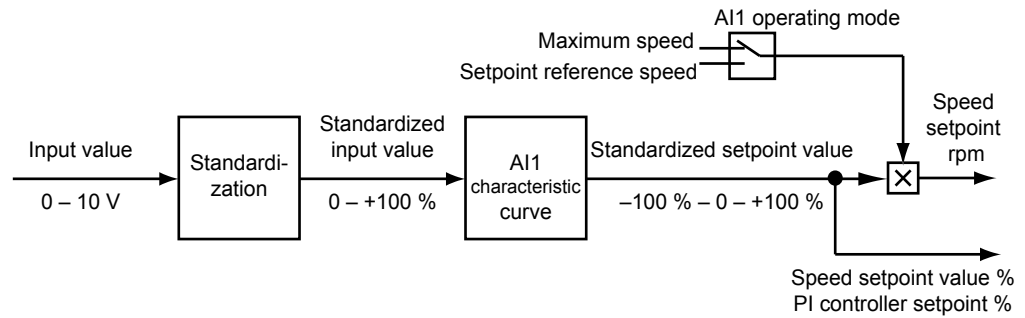 AI1 operating mode
Maximum speed
Setpoint reference speed
Speed
setpoint
rpm
Input value
0 – 10 V
Standardi-
zation
Standardized
input value
0 – +100 %
AI1
characteristic
curve
Standardized setpoint value
–100 % – 0 – +100 %
×
Speed setpoint value %
PI controller setpoint %